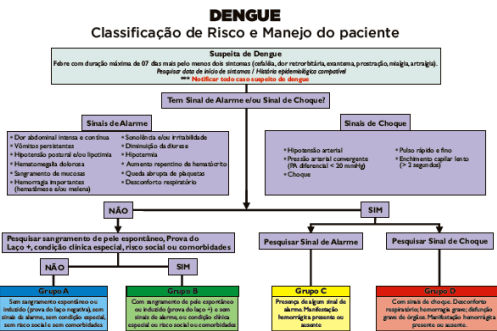 DENGUE
Classificação de Risco e Manejo do paciente
Suspeita de Dengue
Febre com duração máxima de 07 dias mais pelo menos dois sintomas (cefaléia, dor retrorbitária, exantema, prostração, mialgia, artralgia).
Pesquisar data de início de sintomas / História epidemiológica compatível
*** Notificar todo caso suspeito de dengue
Tem Sinal de Alarme e/ou Sinal de Choque?
Sinais de Alarme
• Dor abdominal intensa e contínua
• Vômitos persistentes
• Hipotensão postural e/ou lipotímia
• Hematomegalia dolorosa
• Sangramento de mucosas
• Hemorragia importantes
(hematêmese e/ou melena)
• Sonolência e/ou irritabilidade
• Diminuição da diurese
• Hipotermia
• Aumento repentino de hematócrito
• Queda abrupta de plaquetas
• Desconforto respiratório
Sinais de Choque
• Hipotensão arterial
• Pressão arterial convergente
(PA diferencial < 20 mmHg)
• Choque
• Pulso rápido e fino
• Enchimento capilar lento
(> 2 segundos)
NÃO
SIM
Pesquisar sangramento de pele espontâneo, Prova do
Laço +, condição clínica especial, risco social ou comorbidades
Pesquisar Sinal de Alarme
Pesquisar Sinal de Choque
NÃO
SIM
Grupo A
Sem sangramento espontâneo ou
induzido (prova do laço negativa), sem
sinais de alarme, sem condição especial,
sem risco social e sem comorbidades
Grupo B
Com sangramento de pele espontâneo
ou induzido (prova do laço +) e sem
sinais de alarme, ou condição clínica
especial ou risco social ou comorbidades
Grupo C
Presença de algum sinal de
alarme. Manifestação
hemorrágica presente ou
ausente
Grupo D
Com sinais de choque. Desconforto
respiratório; hemorragia grave; disfunção
grave de órgãos. Manifestação hemorrágica
presente ou ausente.